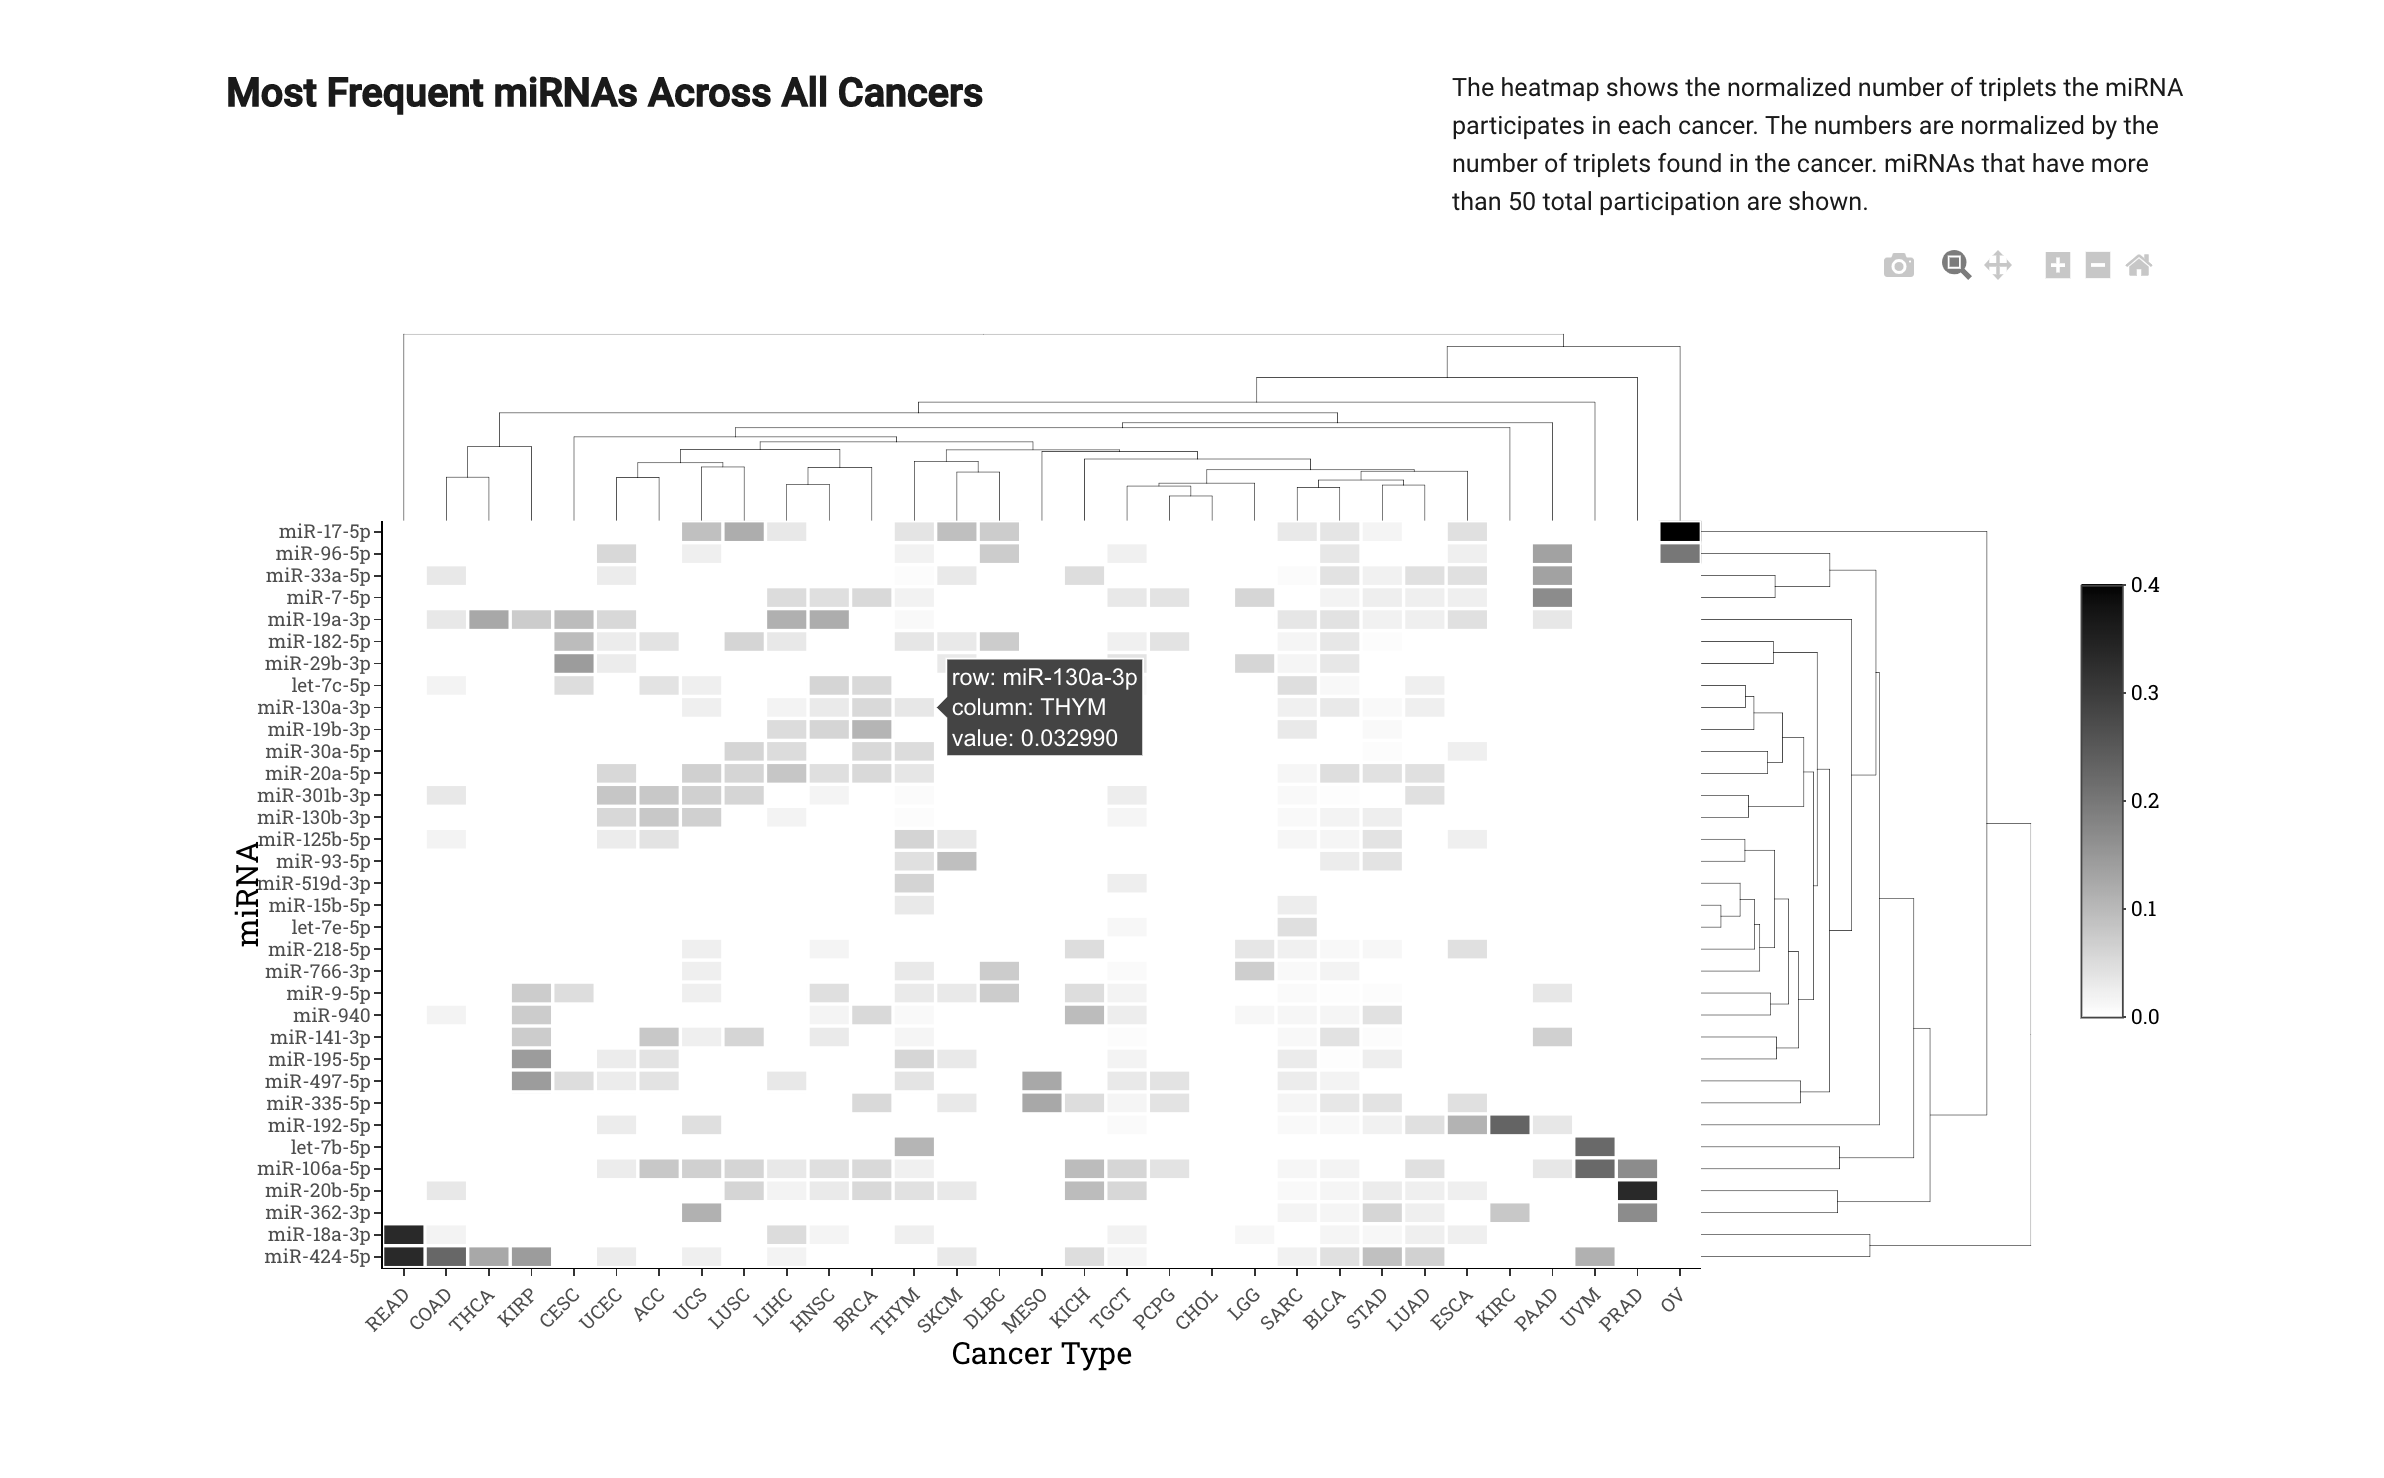 Most Frequent miRNAs Across All Cancers
The heatmap shows the normalized number of triplets the miRNA
participates in each cancer. The numbers are normalized by the
number of triplets found in the cancer. miRNAs that have more
than 50 total participation are shown.
miR-17-5p
miR-96-5p
miR-33a-5p
miR-7-5p
miR-19a-3p
miR-182-5p
miR-29b-3p
let-7c-5p
miR-130a-3p
miR-19b-3p
miR-30a-5p
miR-20a-5p
miR-301b-3p
miR-130b-3p
miR-125b-5p
miR-93-5p
miR-519d-3p
miR-15b-5p
let-7e-5p
miR-218-5p
miR-766-3p
miR-9-5p
miR-940
miR-141-3p
miR-195-5p
miR-497-5p
miR-335-5p
miR-192-5p
let-7b-5p
miR-106a-5p
miR-20b-5p
miR-362-3p
miR-18a-3p
miR-424-5p
miRNA
row: miR-130a-3p
column: THYM
value: 0.032990
0.4
0.3
0.2
0.1
0.0
READ COAD THCA KIRP CESC UCEC ACC UCS LUSC LIHC HNSC BRCA THYM SKCM DLBC MESO KICH TGCT PCPG CHOL LGG SARC BLCA STAD LUAD ESCA KIRC PAAD UVM PRAD OV
Cancer Type